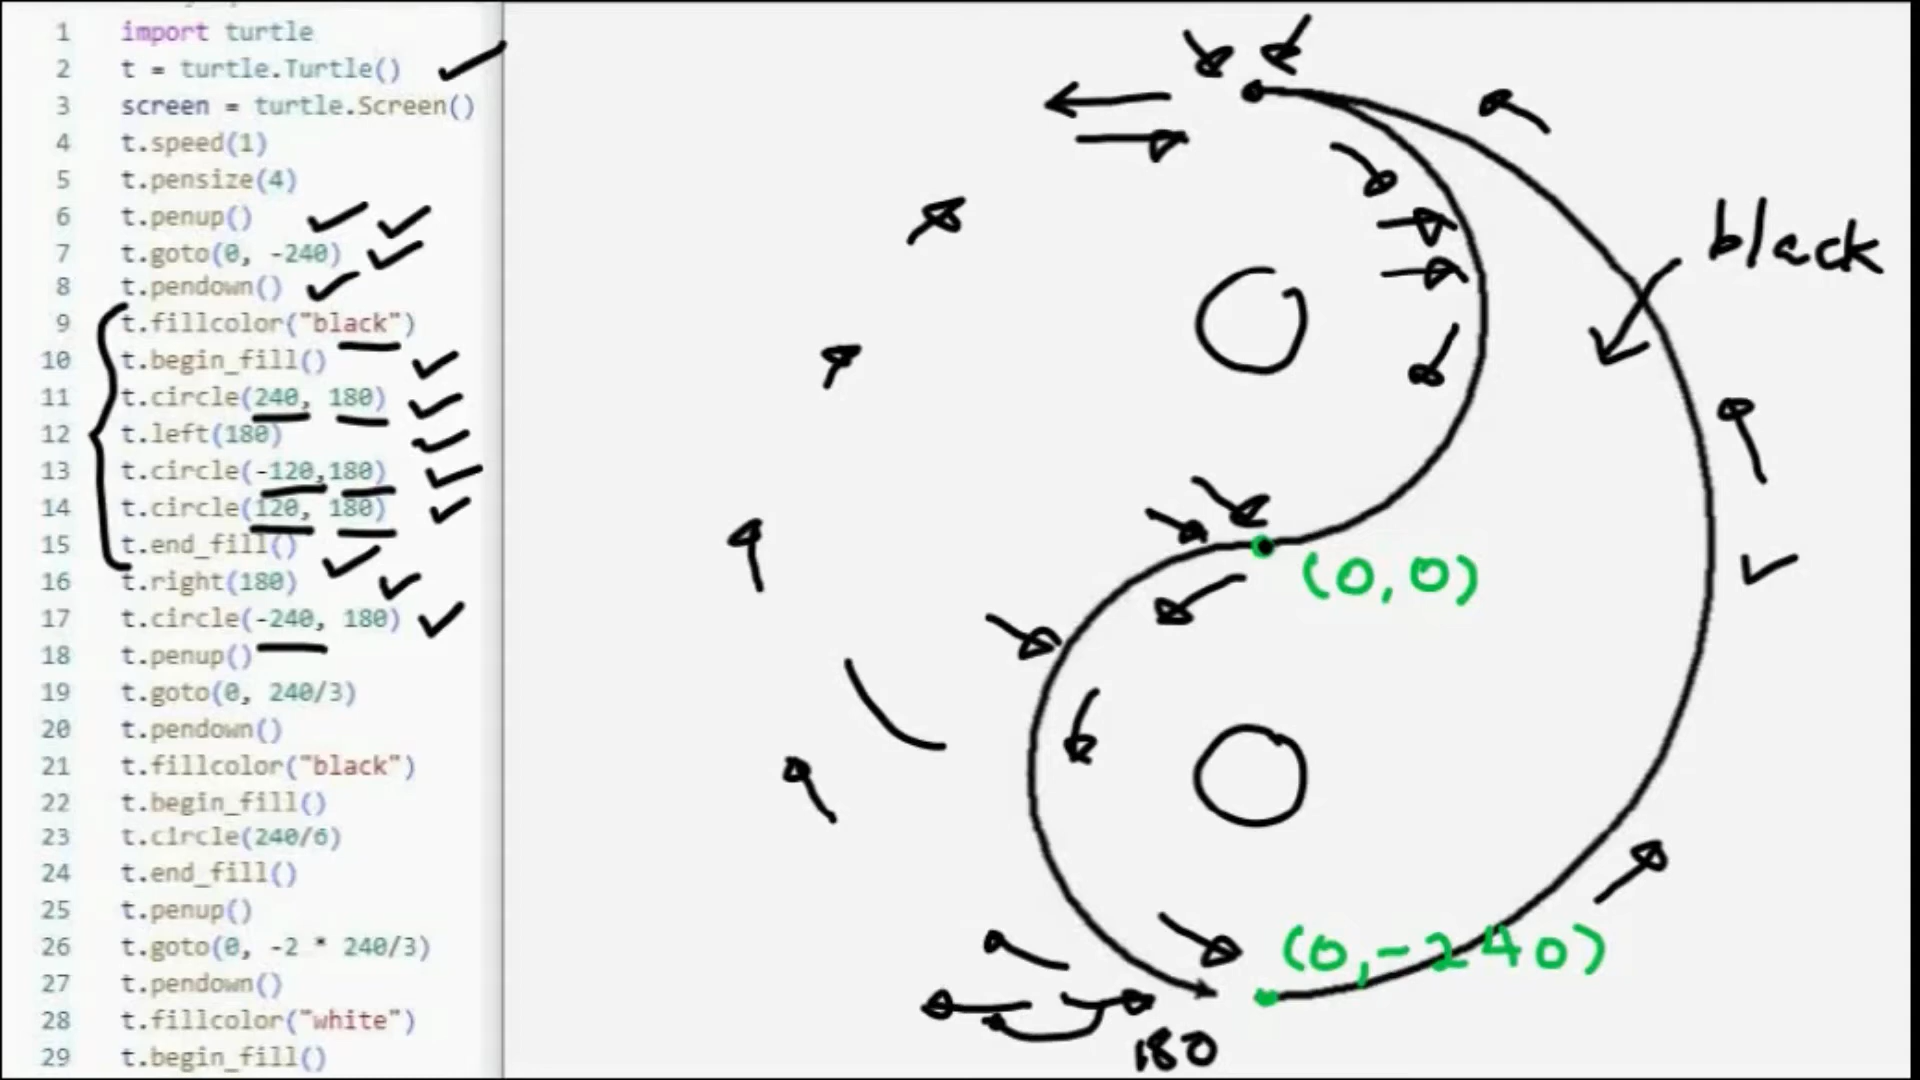 1 import turtle
2 t = turtle.Turtle()
3 screen = turtle.Screen()
4 t.speed(1)
5 t.pensize(4)
6 t.penup()
7 t.goto(0, -240)
8 t.pendown()
9 t.fillcolor("black")
10 t.begin_fill()
11 t.circle(240, 180)
12 t.left(180)
13 t.circle(-120,180)
14 t.circle(120, 180)
15 t.end_fill()
16 t.right(180)
17 t.circle(-240, 180)
18 t.penup()
19 t.goto(0, 240/3)
20 t.pendown()
21 t.fillcolor("black")
22 t.begin_fill()
23 t.circle(240/6)
24 t.end_fill()
25 t.penup()
26 t.goto(0, -2 * 240/3)
27 t.pendown()
28 t.fillcolor("white")
29 t.begin_fill()
black
(0,0)
(0,-240)
180